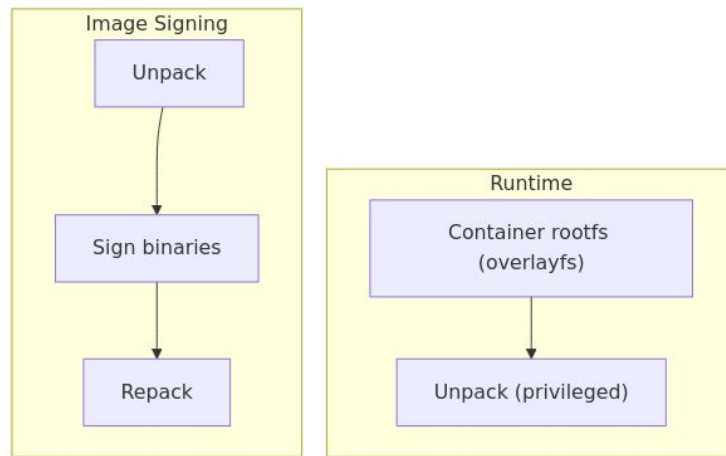 Image Signing
Unpack
Sign binaries
Repack
Runtime
Container rootfs
(overlayfs)
Unpack (privileged)